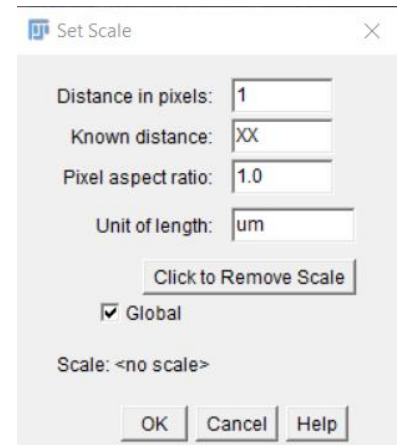 Set Scale
Distance in pixels: 1
Known distance: XX
Pixel aspect ratio: 1.0
Unit of length: um
Click to Remove Scale
Global
Scale: <no scale>
OK Cancel Help